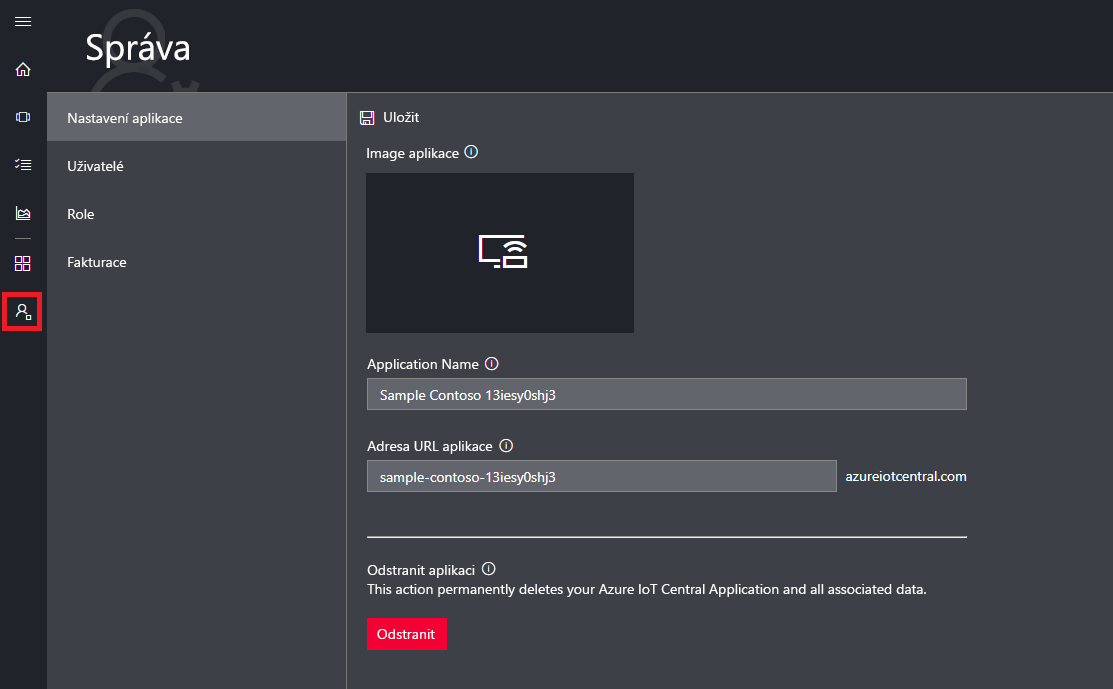 Správa
Nastavení aplikace
Uživatelé
Role
Fakturace
Uložit
Image aplikace
Application Name
Sample Contoso 13iesy0shj3
Adresa URL aplikace
sample-contoso-13iesy0shj3 azureiotcentral.com
Odstranit aplikaci
This action permanently deletes your Azure IoT Central Application and all associated data.
Odstranit